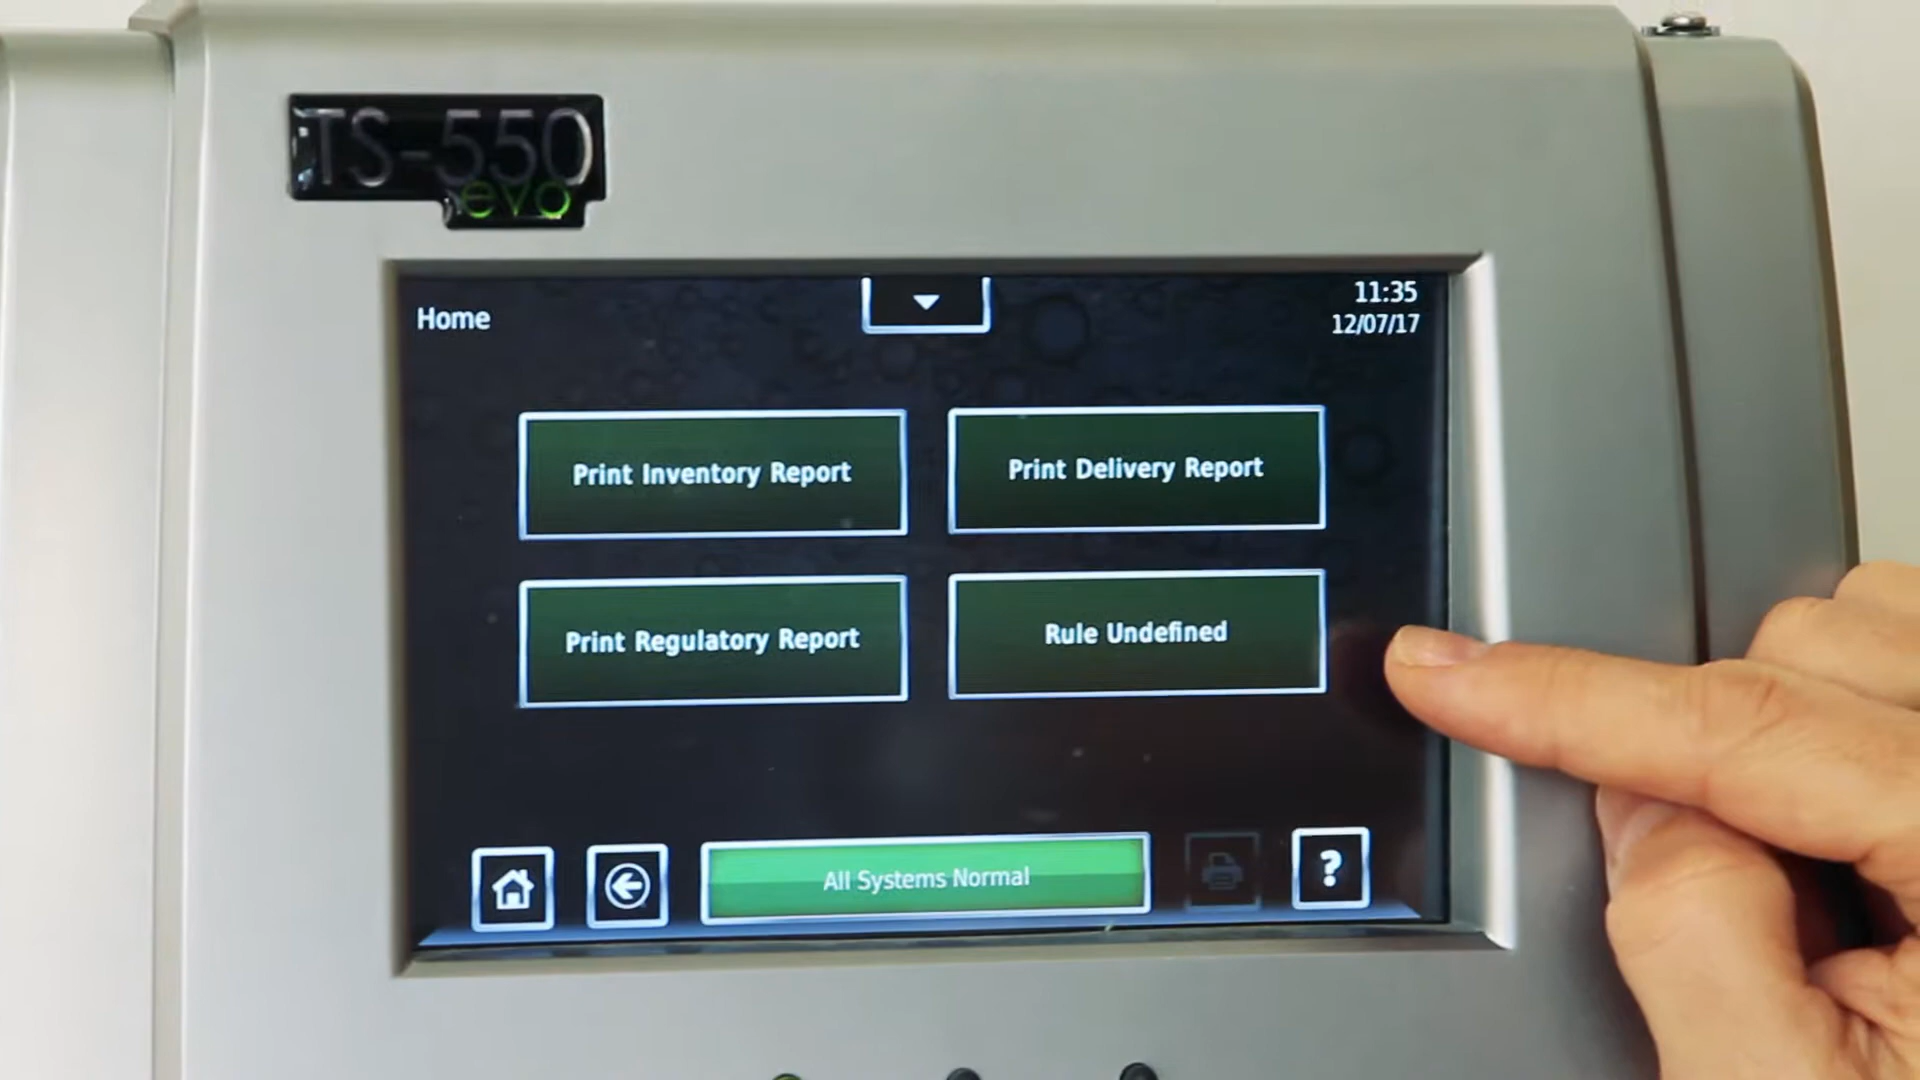 TS-550
evo
Home
11:35
12/07/17
Print Inventory Report
Print Delivery Report
Print Regulatory Report
Rule Undefined
All Systems Normal
?